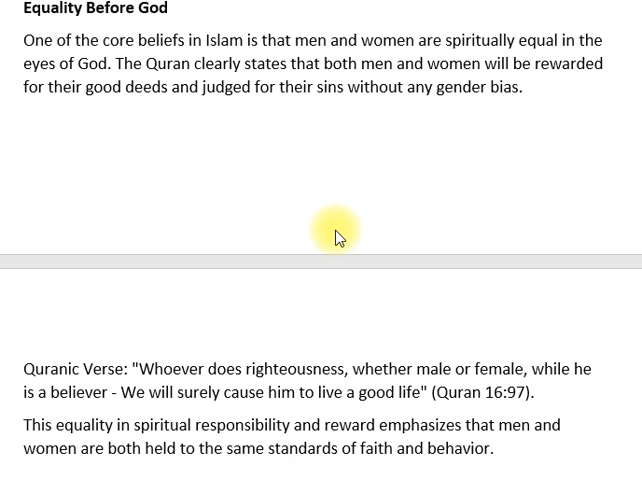 Equality Before God
One of the core beliefs in Islam is that men and women are spiritually equal in the
eyes of God. The Quran clearly states that both men and women will be rewarded
for their good deeds and judged for their sins without any gender bias.
Quranic Verse: "Whoever does righteousness, whether male or female, while he
is a believer - We will surely cause him to live a good life" (Quran 16:97).
This equality in spiritual responsibility and reward emphasizes that men and
women are both held to the same standards of faith and behavior.